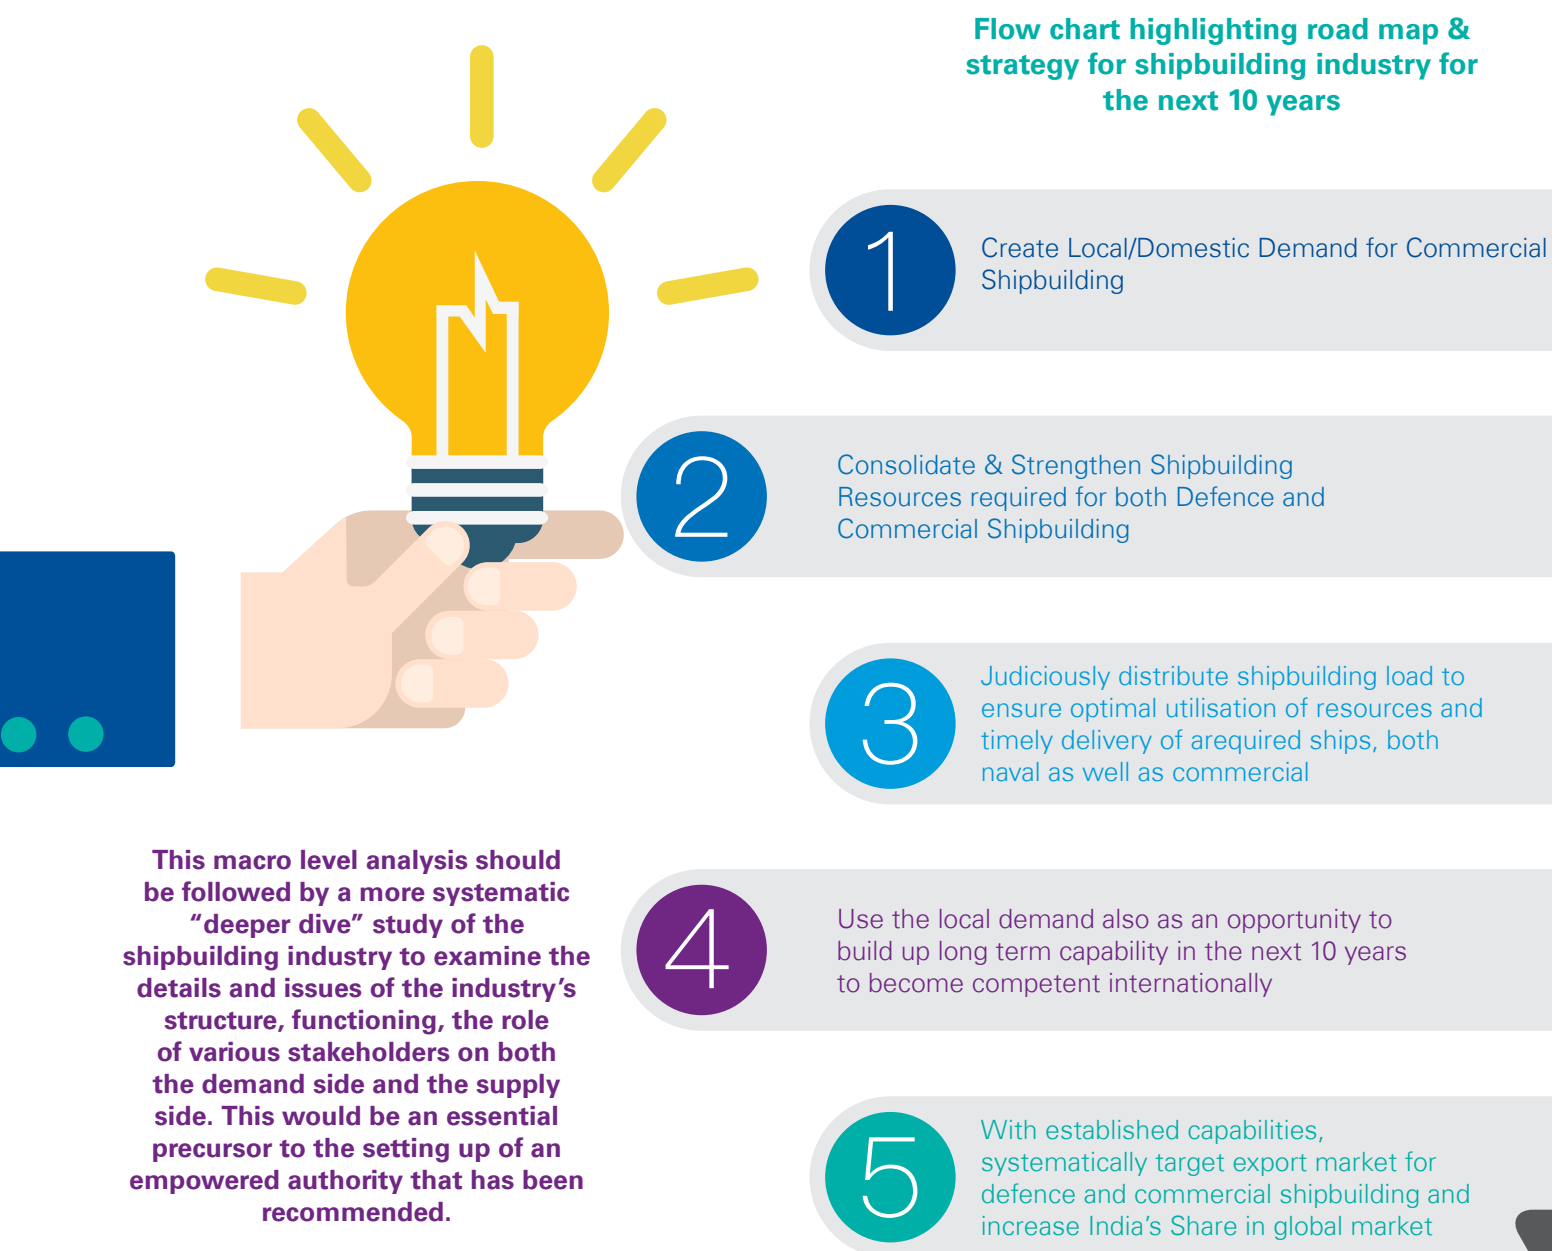 Flow chart highlighting road map &
strategy for shipbuilding industry for
the next 10 years
1
Create Local/Domestic Demand for Commercial
Shipbuilding
2
Consolidate & Strengthen Shipbuilding
Resources required for both Defence and
Commercial Shipbuilding
3
Judiciously distribute shipbuilding load to
ensure optimal utilisation of resources and
timely delivery of arequired ships, both
naval as well as commercial
This macro level analysis should
be followed by a more systematic
“deeper dive” study of the
shipbuilding industry to examine the
details and issues of the industry’s
structure, functioning, the role
of various stakeholders on both
the demand side and the supply
side. This would be an essential
precursor to the setting up of an
empowered authority that has been
recommended.
4
Use the local demand also as an opportunity to
build up long term capability in the next 10 years
to become competent internationally
5
With established capabilities,
systematically target export market for
defence and commercial shipbuilding and
increase India’s Share in global market